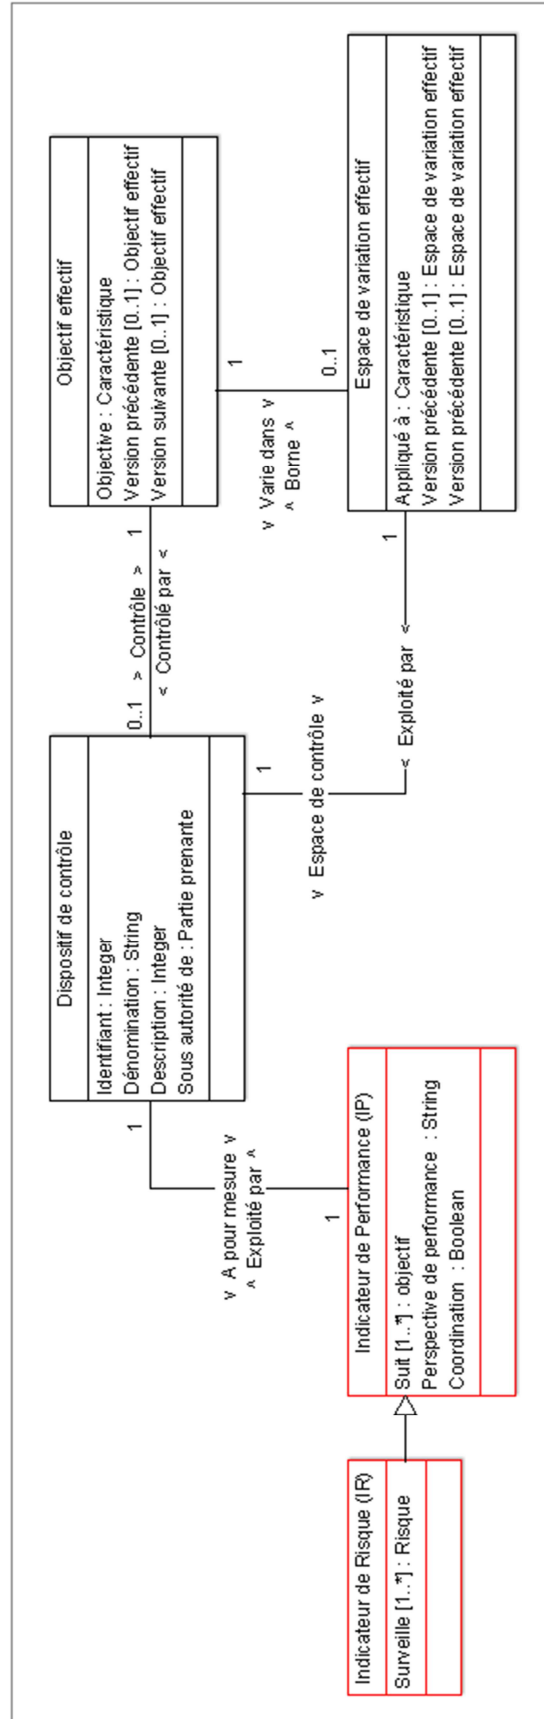 Dispositif de contrôle
Identifiant : Integer
Dénomination : String
Description : Integer
Sous autorité de : Partie prenante
0..1 > Contrôle > 1
< Contrôlé par <
Objectif effectif
Objective : Caractéristique
Version précédente [0..1] : Objectif effectif
Version suivante [0..1] : Objectif effectif
1
v A pour mesure v
^ Exploité par ^
1
1
v Espace de contrôle v
< Exploité par <
1
1
v Varie dans v
^ Borne ^
0..1
Indicateur de Risque (IR)
Surveille [1..*] : Risque
Indicateur de Performance (IP)
Suit [1..*] : objectif
Perspective de performance : String
Coordination : Boolean
Espace de variation effectif
Appliqué à : Caractéristique
Version précédente [0..1] : Espace de variation effectif
Version précédente [0..1] : Espace de variation effectif